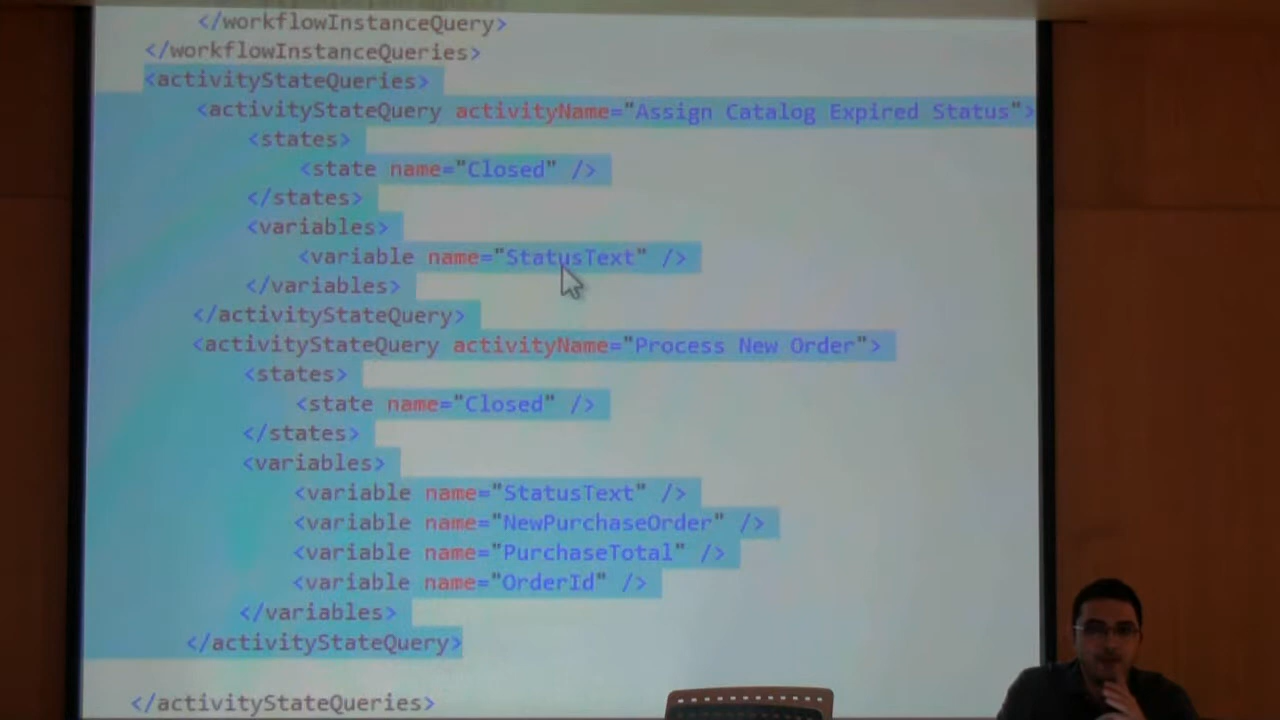 </workflowInstanceQuery>
</workflowInstanceQueries>
<activityStateQueries>
<activityStateQuery activityName="Assign Catalog Expired Status">
<states>
<state name="Closed" />
</states>
<variables>
<variable name="StatusText" />
</variables>
</activityStateQuery>
<activityStateQuery activityName="Process New Order">
<states>
<state name="Closed" />
</states>
<variables>
<variable name="StatusText" />
<variable name="NewPurchaseOrder" />
<variable name="PurchaseTotal" />
<variable name="OrderId" />
</variables>
</activityStateQuery>
</activityStateQueries>